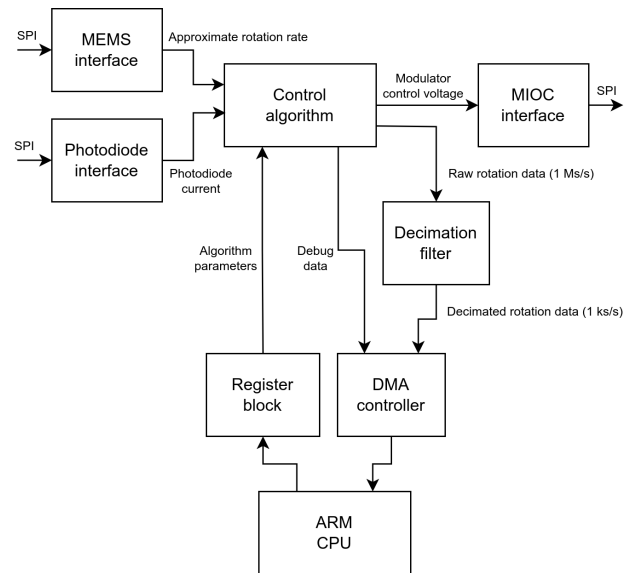 SPI
MEMS
interface
Approximate rotation rate
Control
algorithm
Modulator
control voltage
MIOC
interface
SPI
SPI
Photodiode
interface
Photodiode
current
Raw rotation data (1 Ms/s)
Decimation
filter
Algorithm
parameters
Debug
data
Decimated rotation data (1 ks/s)
Register
block
DMA
controller
ARM
CPU